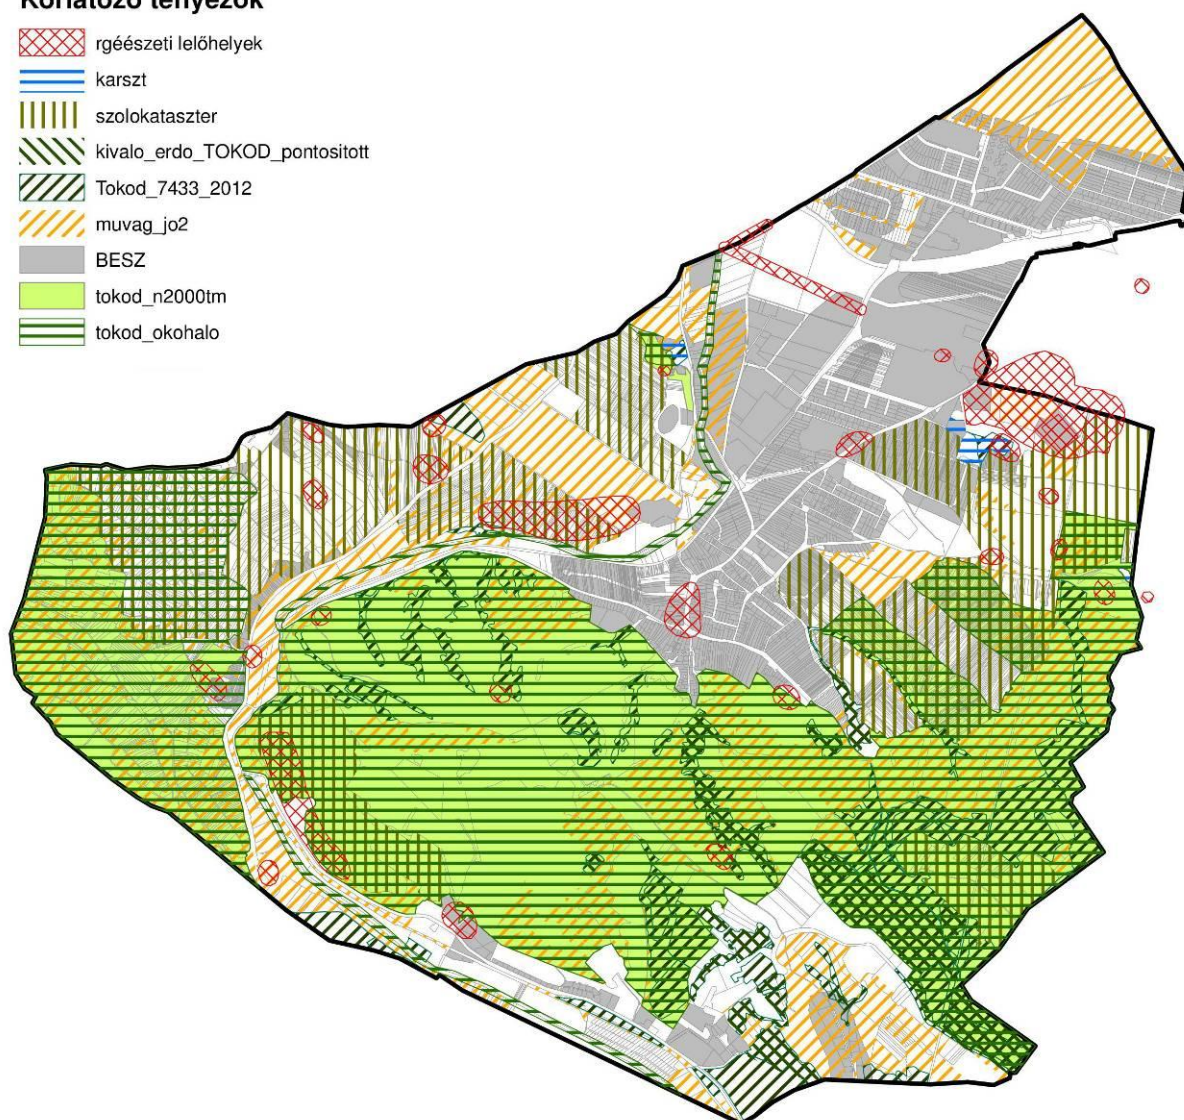 Korlátozó tényezők
rgéészeti lelőhelyek
karszt
szolokataszter
kivalo_erdo_TOKOD_pontositott
Tokod_7433_2012
muvag_jo2
BESZ
tokod_n2000tm
tokod_okohalo